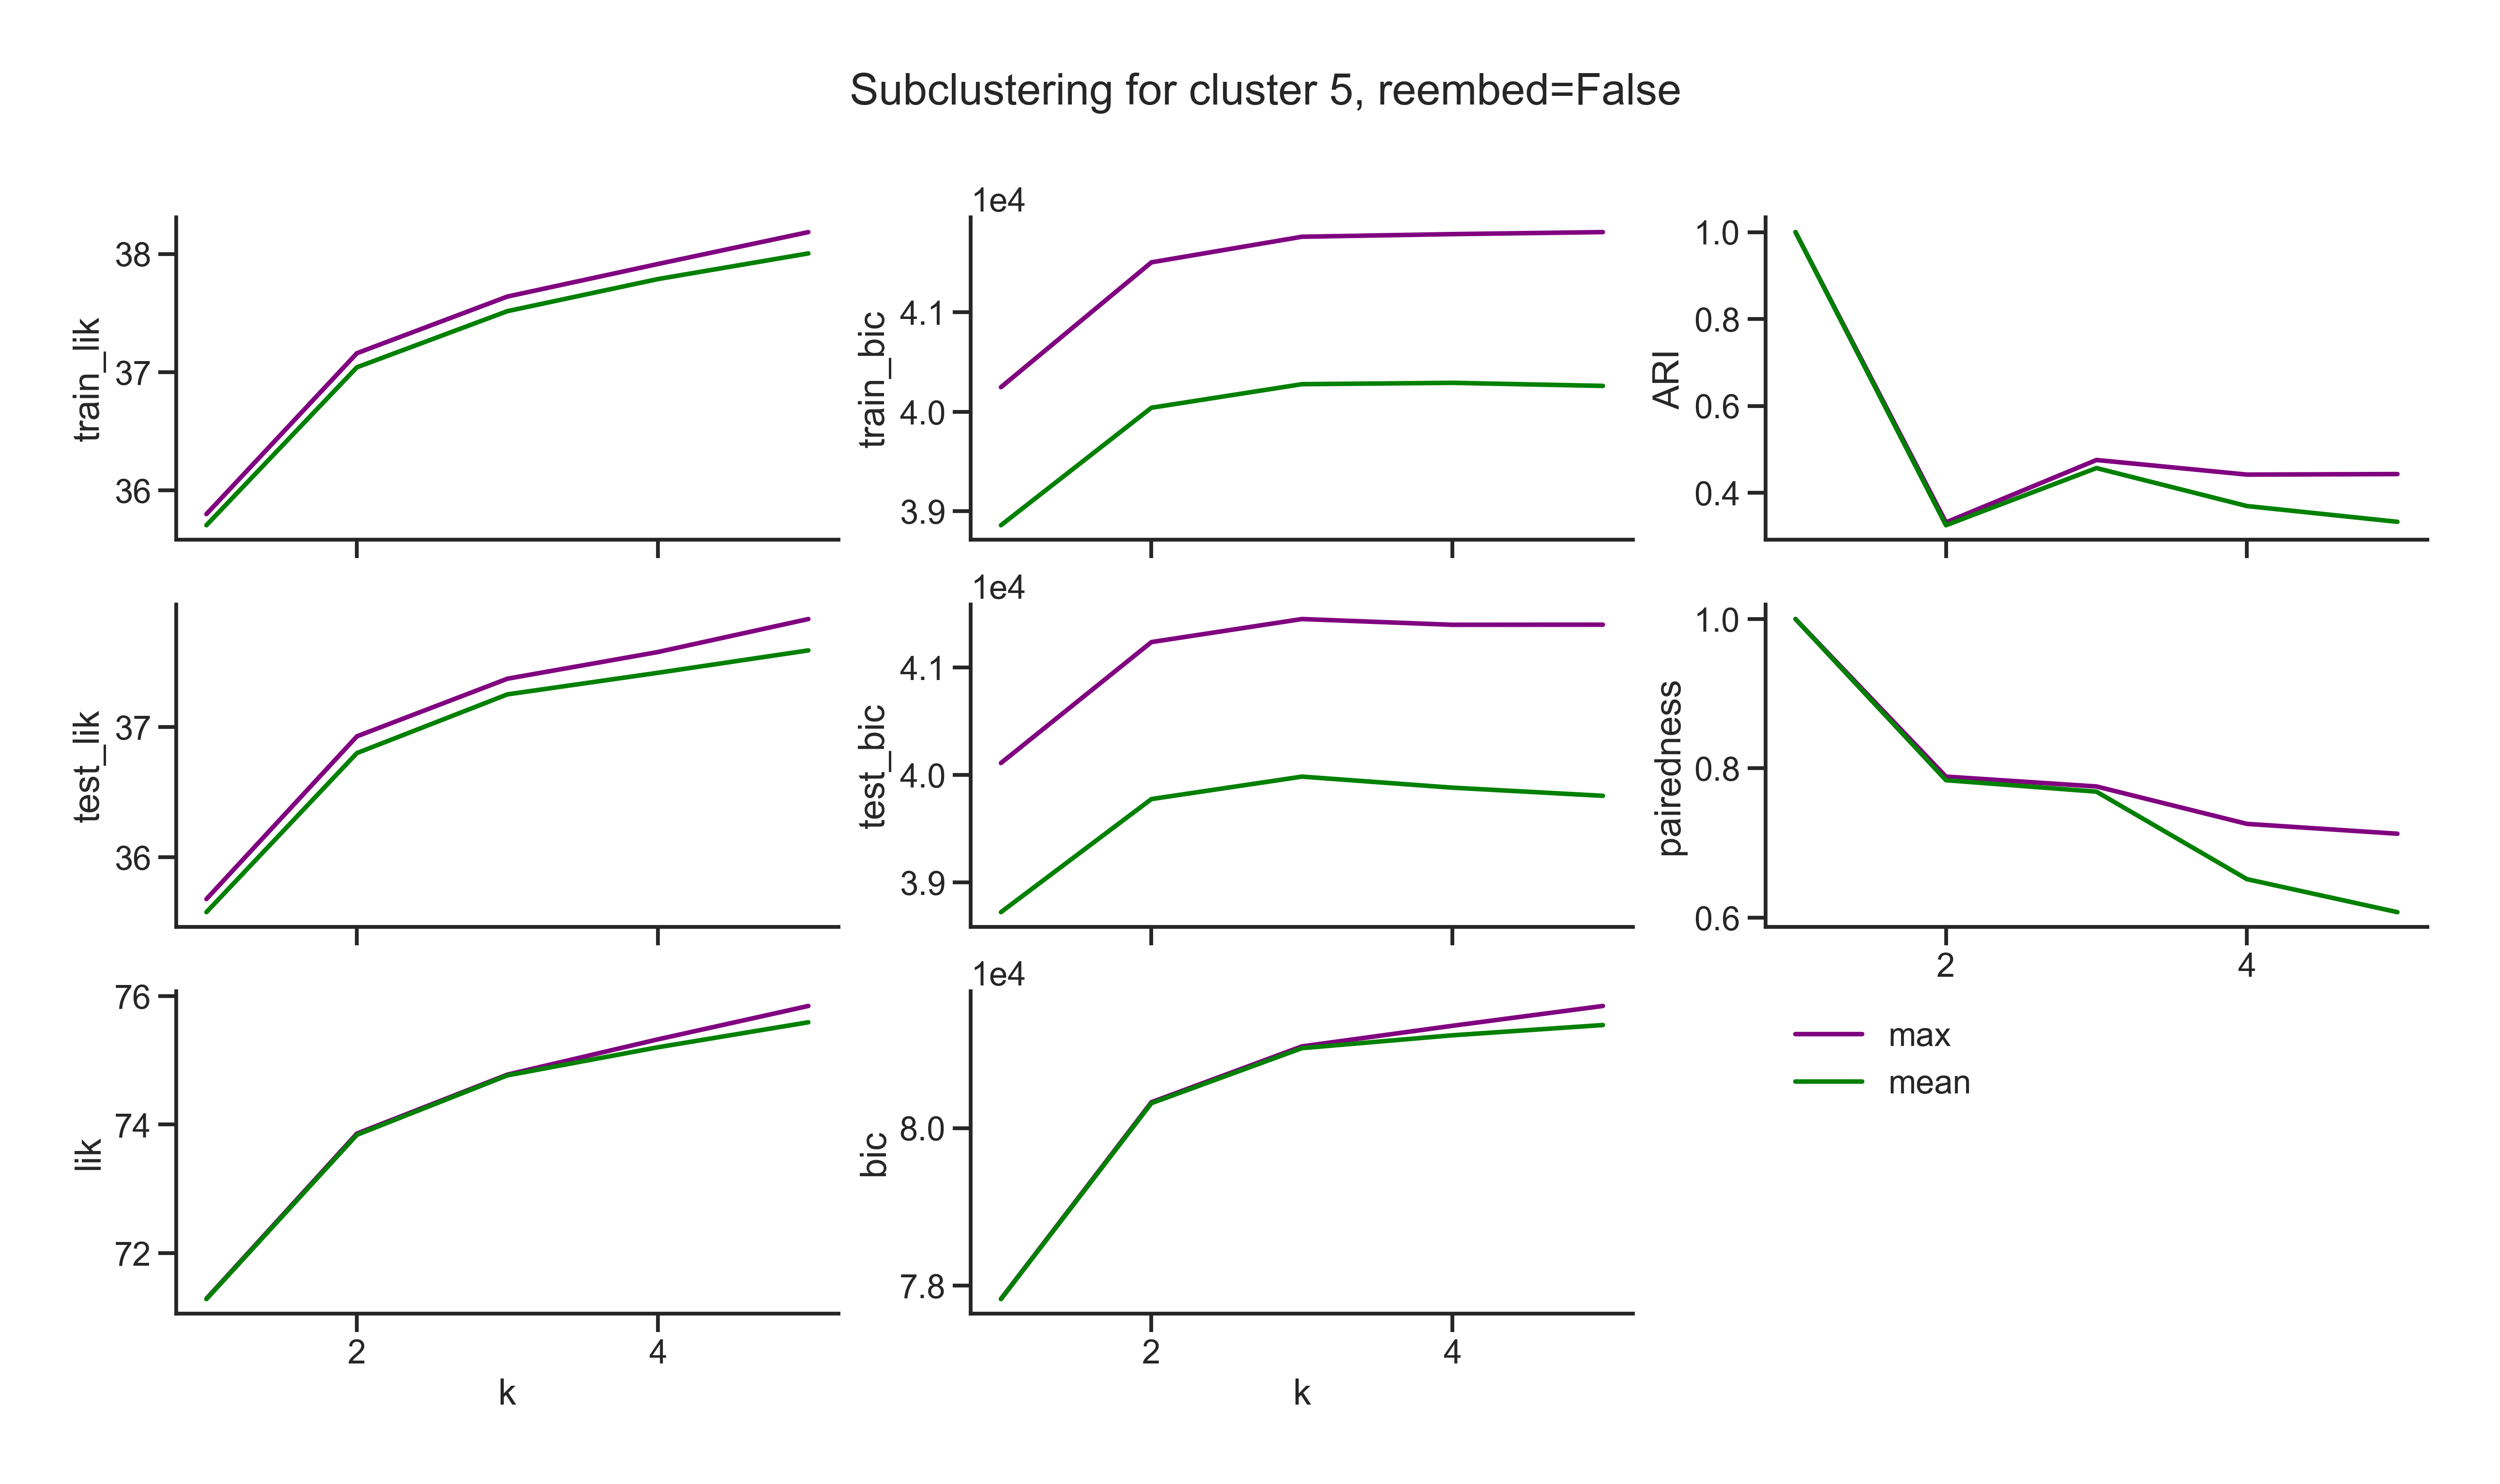 Subclustering for cluster 5, reembed=False
train_lik
38
37
36
1e4
train_bic
4.1
4.0
3.9
ARI
1.0
0.8
0.6
0.4
test_lik
37
36
1e4
test_bic
4.1
4.0
3.9
pairedness
1.0
0.8
0.6
2
4
lik
76
74
72
2
4
k
1e4
bic
8.0
7.8
2
4
k
max
mean